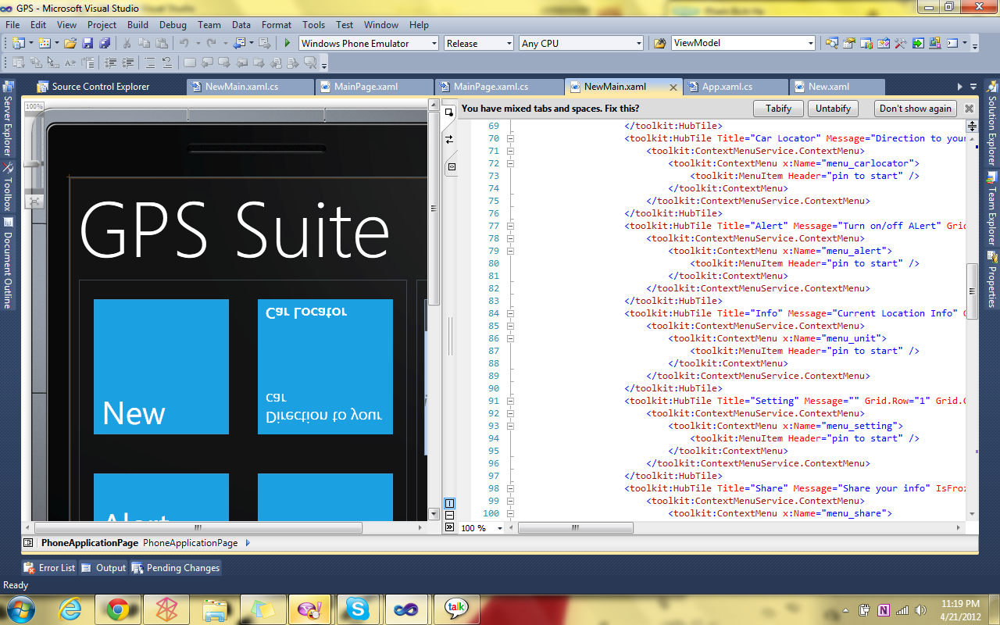 GPS - Microsoft Visual Studio
File Edit View Project Build Debug Team Data Format Tools Test Window Help
Windows Phone Emulator Release Any CPU ViewModel
Source Control Explorer NewMain.xaml.cs MainPage.xaml MainPage.xaml.cs NewMain.xaml App.xaml.cs New.xaml
Server Explorer
Toolbox
Document Outline
100%
GPS Suite
New
Car Locator
car
Direction to your
Alert
You have mixed tabs and spaces. Fix this? Tabify Untabify Don't show again
69 </toolkit:HubTile>
70 <toolkit:HubTile Title="Car Locator" Message="Direction to your
71 <toolkit:ContextMenuService.ContextMenu>
72 <toolkit:ContextMenu x:Name="menu_carlocator">
73 <toolkit:MenuItem Header="pin to start" />
74 </toolkit:ContextMenu>
75 </toolkit:ContextMenuService.ContextMenu>
76 </toolkit:HubTile>
77 <toolkit:HubTile Title="Alert" Message="Turn on/off ALert" Grid
78 <toolkit:ContextMenuService.ContextMenu>
79 <toolkit:ContextMenu x:Name="menu_alert">
80 <toolkit:MenuItem Header="pin to start" />
81 </toolkit:ContextMenu>
82 </toolkit:ContextMenuService.ContextMenu>
83 </toolkit:HubTile>
84 <toolkit:HubTile Title="Info" Message="Current Location Info" G
85 <toolkit:ContextMenuService.ContextMenu>
86 <toolkit:ContextMenu x:Name="menu_unit">
87 <toolkit:MenuItem Header="pin to start" />
88 </toolkit:ContextMenu>
89 </toolkit:ContextMenuService.ContextMenu>
90 </toolkit:HubTile>
91 <toolkit:HubTile Title="Setting" Message="" Grid.Row="1" Grid.C
92 <toolkit:ContextMenuService.ContextMenu>
93 <toolkit:ContextMenu x:Name="menu_setting">
94 <toolkit:MenuItem Header="pin to start" />
95 </toolkit:ContextMenu>
96 </toolkit:ContextMenuService.ContextMenu>
97 </toolkit:HubTile>
98 <toolkit:HubTile Title="Share" Message="Share your info" IsFroz
99 <toolkit:ContextMenuService.ContextMenu>
100 <toolkit:ContextMenu x:Name="menu_share">
100 %
Solution Explorer
Team Explorer
Properties
PhoneApplicationPage PhoneApplicationPage
Error List Output Pending Changes
Ready
talk
11:19 PM
4/21/2012